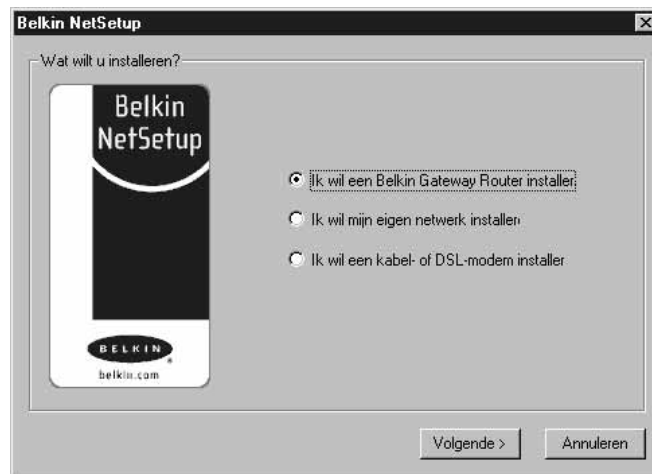 Belkin NetSetup
Wat wilt u installeren?
Belkin
NetSetup
Ik wil een Belkin Gateway Router installer
Ik wil mijn eigen netwerk installen
Ik wil een kabel- of DSL-modem installer
BELKIN
®
belkin.com
Volgende >
Annuleren